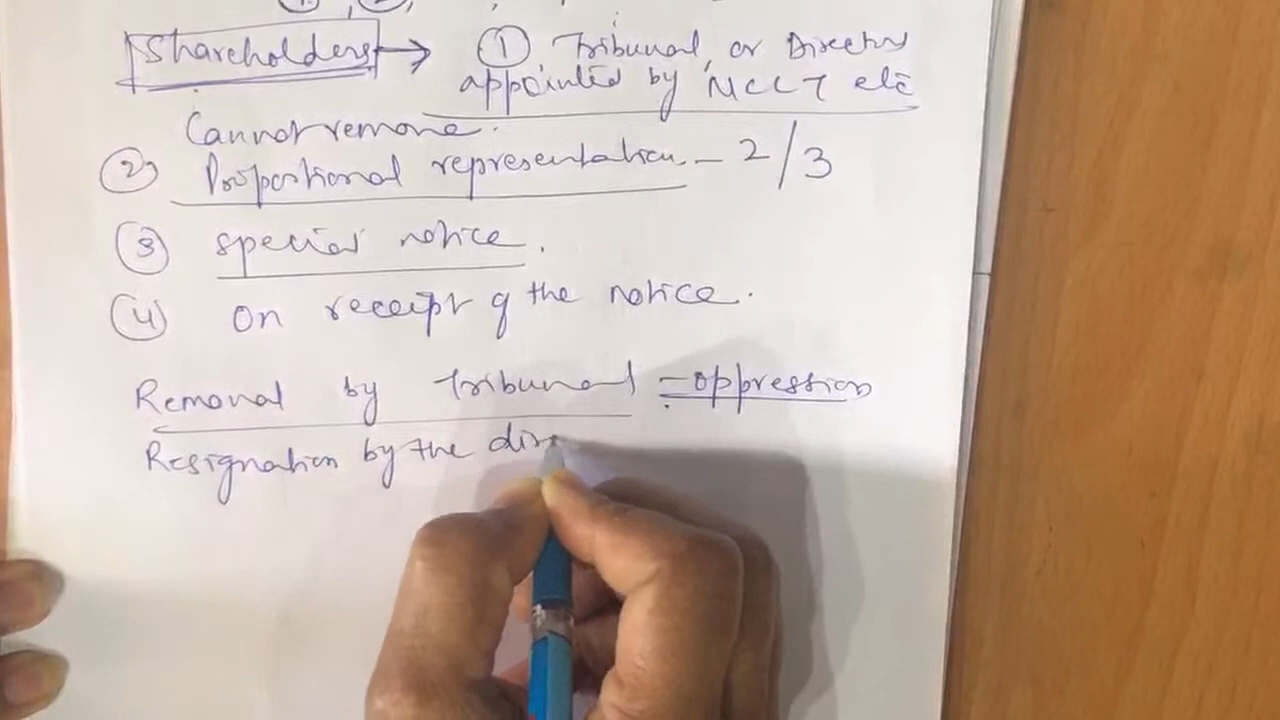 Shareholders → ① Tribunal, or Directors
appointed by NCLT etc
Cannot remove.
② Proportional representation - 2/3
③ special notice.
④ On receipt of the notice.
Removal by Tribunal - oppression
Resignation by the dire